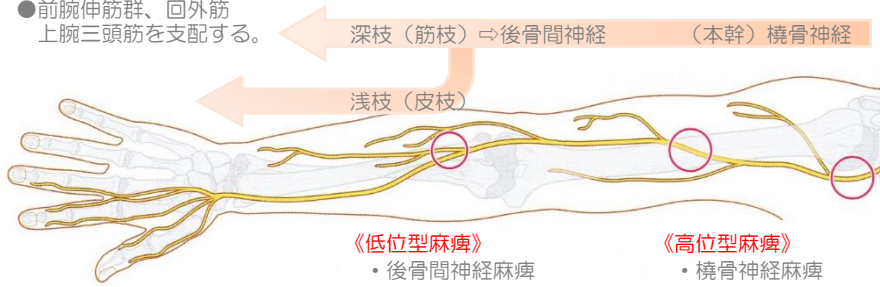 ●前腕伸筋群、回外筋
上腕三頭筋を支配する。
深枝（筋枝）⇨後骨間神経 （本幹）橈骨神経
浅枝（皮枝）
《低位型麻痺》 《高位型麻痺》
・後骨間神経麻痺 ・橈骨神経麻痺